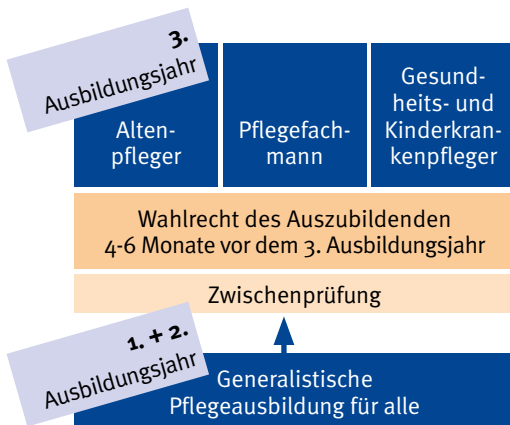 3.
Ausbildungsjahr
Alten-
pfleger
Pflegefach-
mann
Gesund-
heits- und
Kinderkran-
kenpfleger
Wahlrecht des Auszubildenden
4-6 Monate vor dem 3. Ausbildungsjahr
Zwischenprüfung
1. + 2.
Ausbildungsjahr
Generalistische
Pflegeausbildung für alle